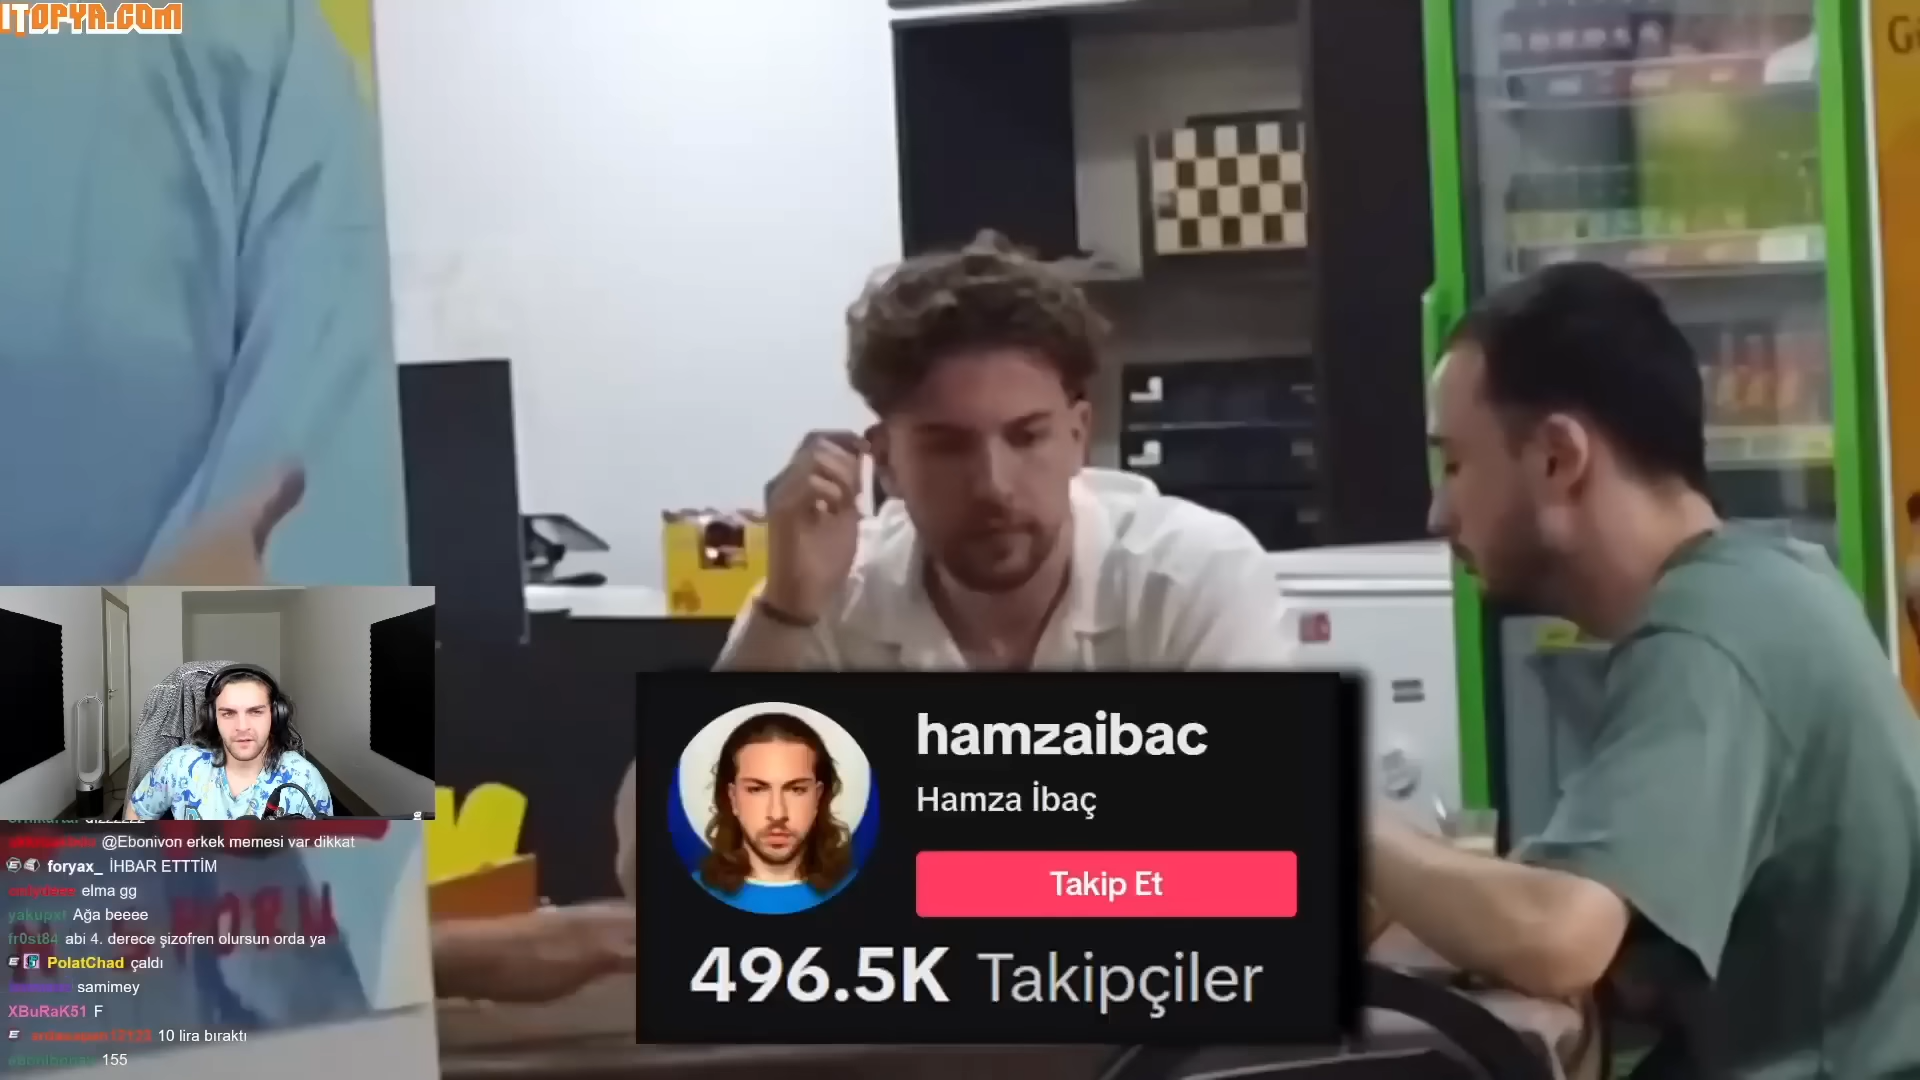 ITOPYA.COM
hamzaibac
Hamza İbaç
Takip Et
496.5K Takipçiler
@Ebonivon erkek memesi var dikkat
foryax_ İHBAR ETTTİM
elma gg
yakupxt Ağa beeee
fr0st84 abi 4. derece şizofren olursun orda ya
PolatChad çaldı
samimey
XBuRaK51 F
10 lira bıraktı
155